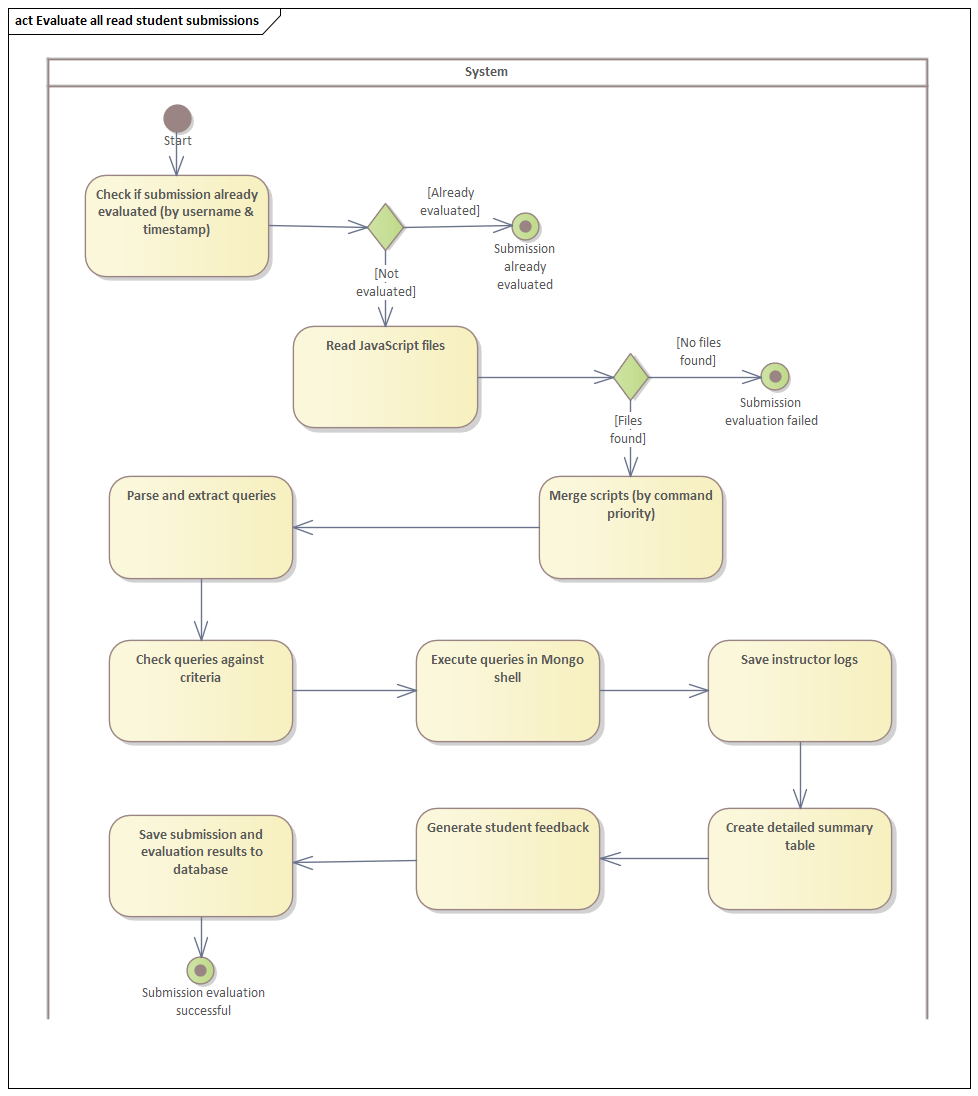 act Evaluate all read student submissions
System
Start
Check if submission already
evaluated (by username &
timestamp)
[Already
evaluated]
Submission
already
evaluated
[Not
evaluated]
Read JavaScript files
[No files
found]
Submission
evaluation failed
[Files
found]
Merge scripts (by command
priority)
Parse and extract queries
Check queries against
criteria
Execute queries in Mongo
shell
Save instructor logs
Create detailed summary
table
Generate student feedback
Save submission and
evaluation results to
database
Submission evaluation
successful